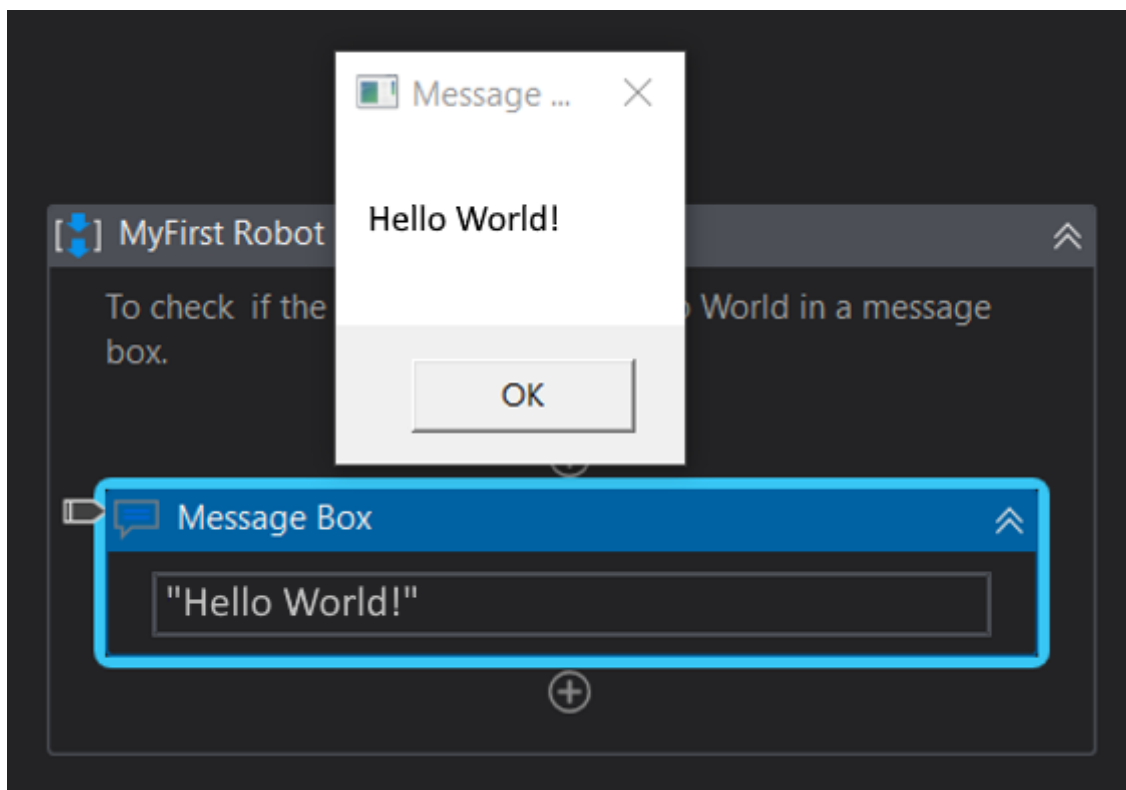 Message ...
Hello World!
OK
MyFirst Robot
To check if the World in a message
box.
Message Box
"Hello World!"